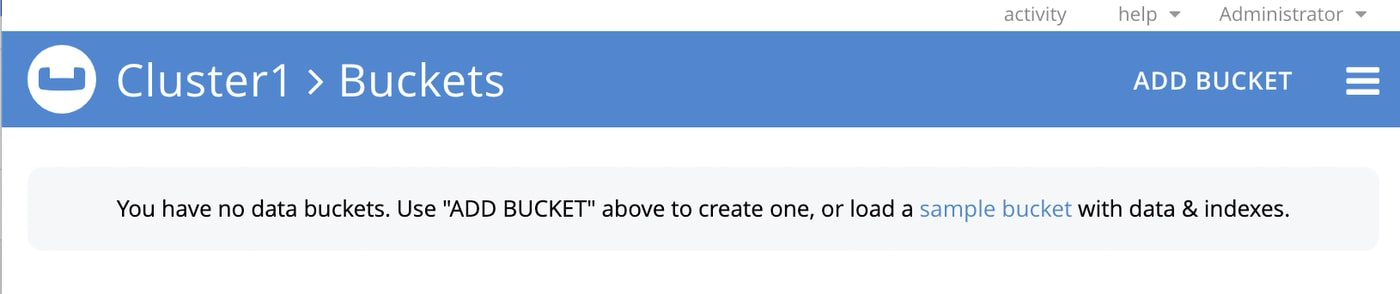 activity help Administrator
Cluster1 > Buckets ADD BUCKET
You have no data buckets. Use "ADD BUCKET" above to create one, or load a sample bucket with data & indexes.